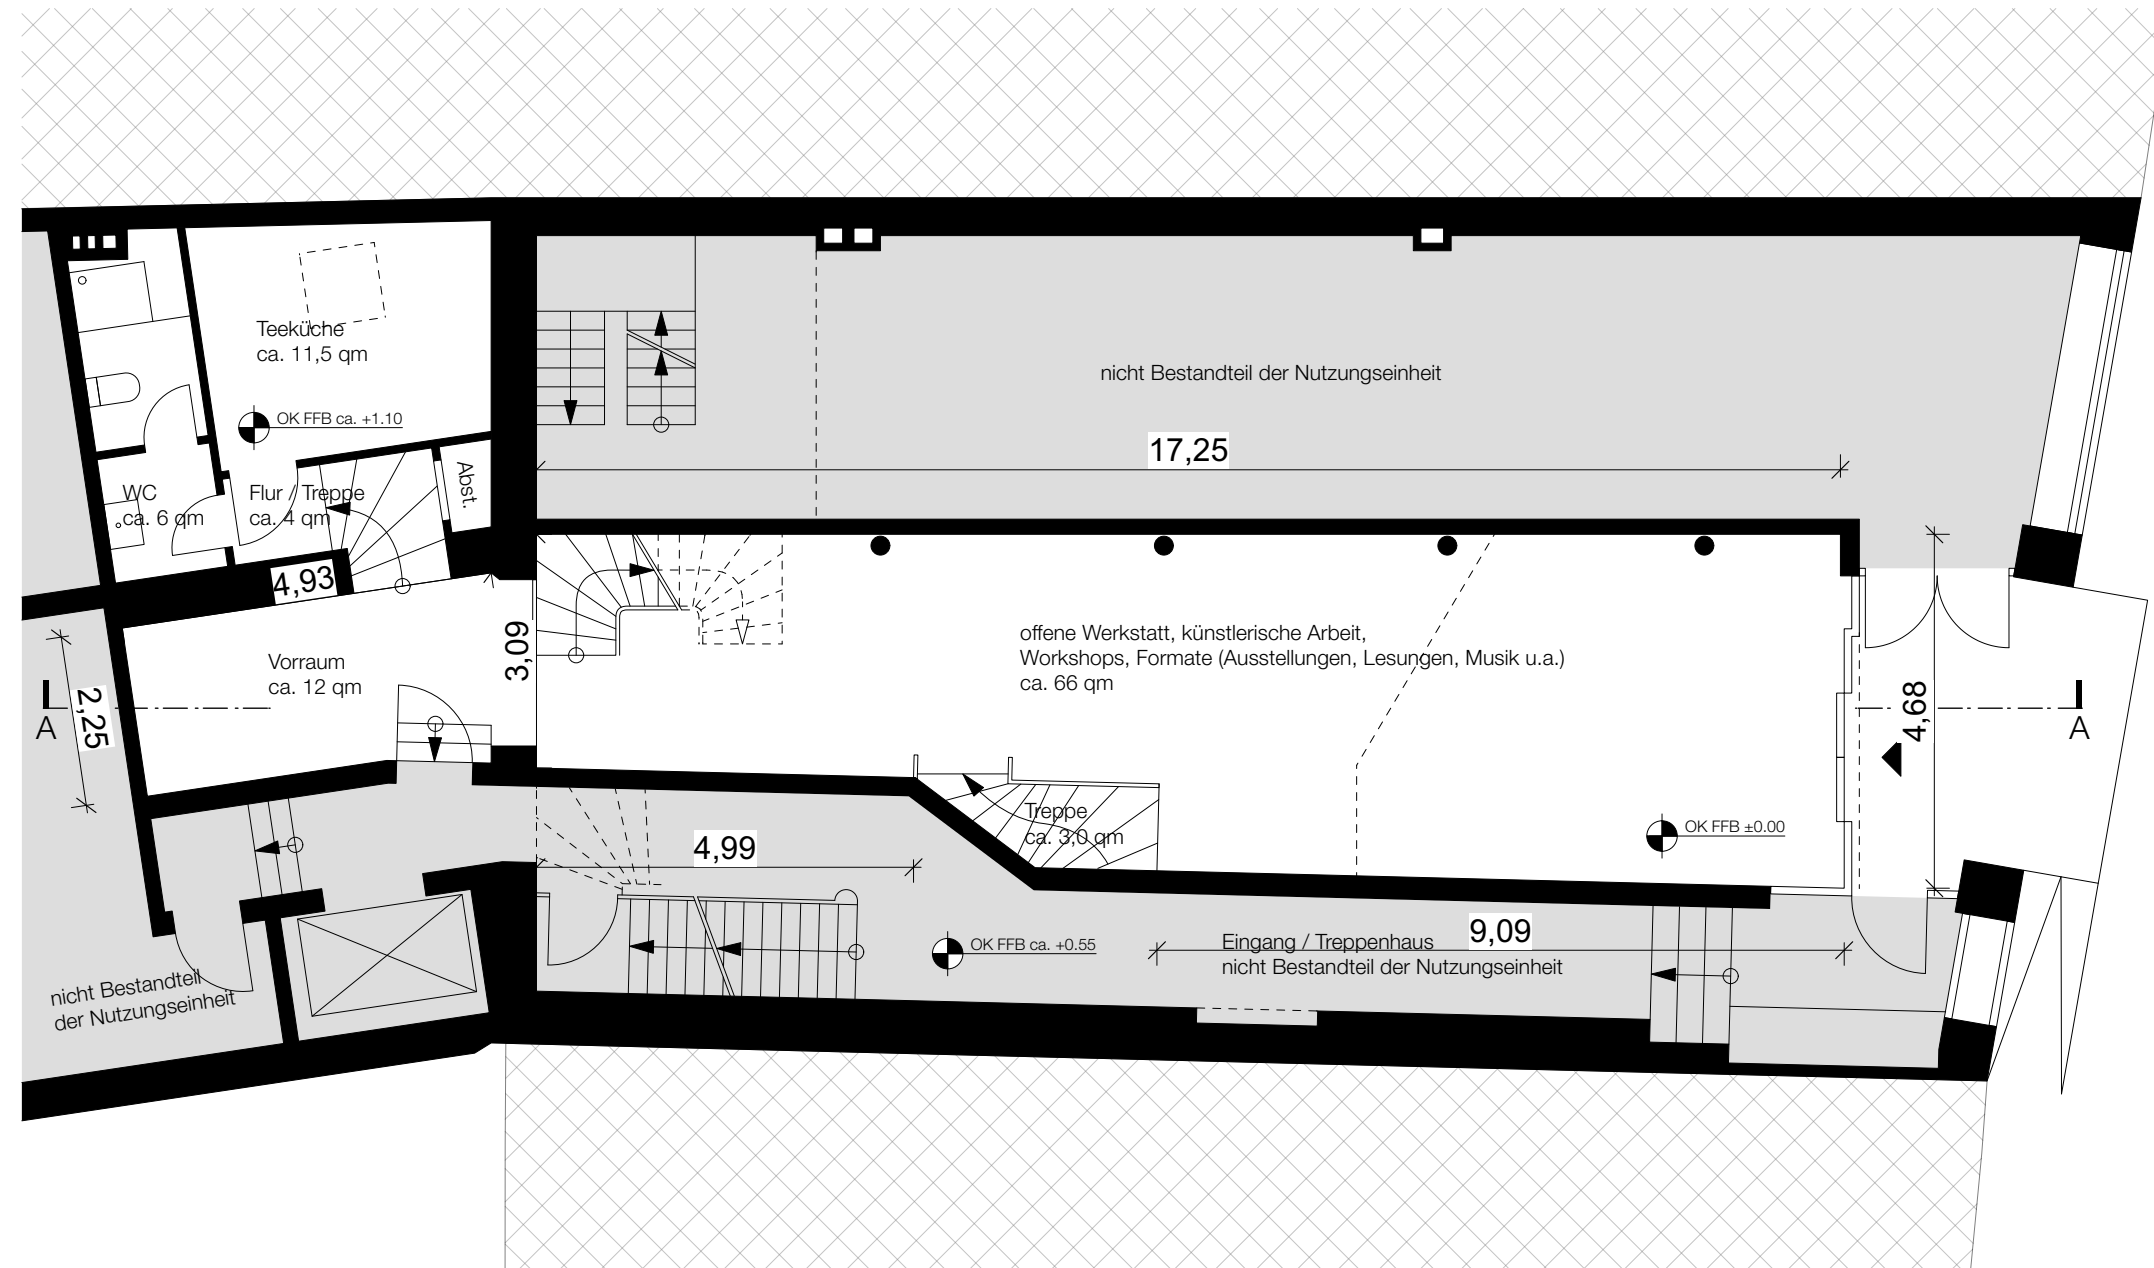 Teeküche
ca. 11,5 qm
OK FFB ca. +1.10
WC
ca. 6 qm
Flur / Treppe
ca. 4 qm
Abst.
nicht Bestandteil der Nutzungseinheit
17,25
4,93
3,09
Vorraum
ca. 12 qm
2,25
A
offene Werkstatt, künstlerische Arbeit,
Workshops, Formate (Ausstellungen, Lesungen, Musik u.a.)
ca. 66 qm
4,68
A
Treppe
ca. 3,0 qm
OK FFB ±0.00
4,99
OK FFB ca. +0.55
Eingang / Treppenhaus
nicht Bestandteil der Nutzungseinheit
9,09
nicht Bestandteil
der Nutzungseinheit